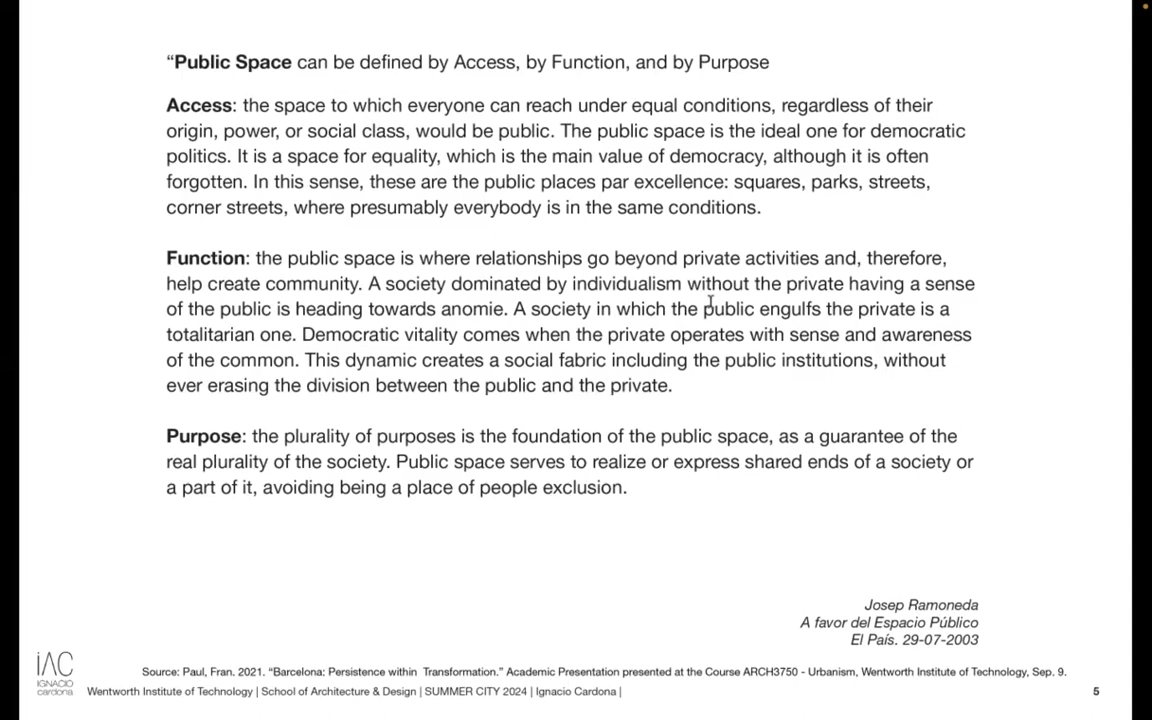 “Public Space can be defined by Access, by Function, and by Purpose
Access: the space to which everyone can reach under equal conditions, regardless of their
origin, power, or social class, would be public. The public space is the ideal one for democratic
politics. It is a space for equality, which is the main value of democracy, although it is often
forgotten. In this sense, these are the public places par excellence: squares, parks, streets,
corner streets, where presumably everybody is in the same conditions.
Function: the public space is where relationships go beyond private activities and, therefore,
help create community. A society dominated by individualism without the private having a sense
of the public is heading towards anomie. A society in which the public engulfs the private is a
totalitarian one. Democratic vitality comes when the private operates with sense and awareness
of the common. This dynamic creates a social fabric including the public institutions, without
ever erasing the division between the public and the private.
Purpose: the plurality of purposes is the foundation of the public space, as a guarantee of the
real plurality of the society. Public space serves to realize or express shared ends of a society or
a part of it, avoiding being a place of people exclusion.
Josep Ramoneda
A favor del Espacio Público
El País. 29-07-2003
iAC
IGNACIO
cardona
Source: Paul, Fran. 2021. “Barcelona: Persistence within Transformation.” Academic Presentation presented at the Course ARCH3750 - Urbanism, Wentworth Institute of Technology, Sep. 9.
Wentworth Institute of Technology | School of Architecture & Design | SUMMER CITY 2024 | Ignacio Cardona |
5